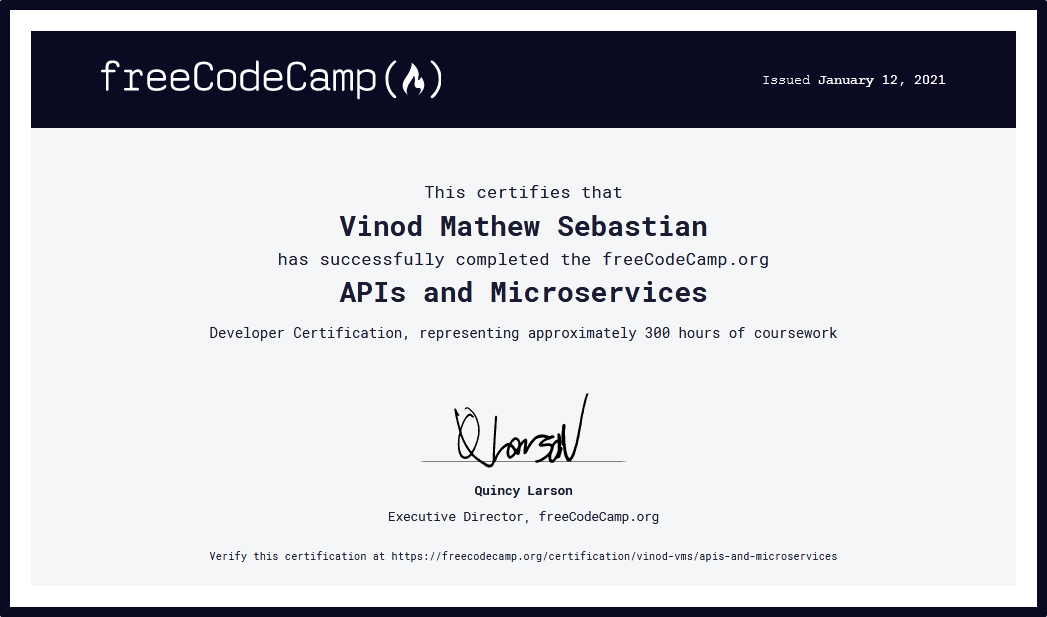 freeCodeCamp(🔥)
Issued January 12, 2021
This certifies that
Vinod Mathew Sebastian
has successfully completed the freeCodeCamp.org
APIs and Microservices
Developer Certification, representing approximately 300 hours of coursework
Q Larson
Quincy Larson
Executive Director, freeCodeCamp.org
Verify this certification at https://freecodecamp.org/certification/vinod-vms/apis-and-microservices